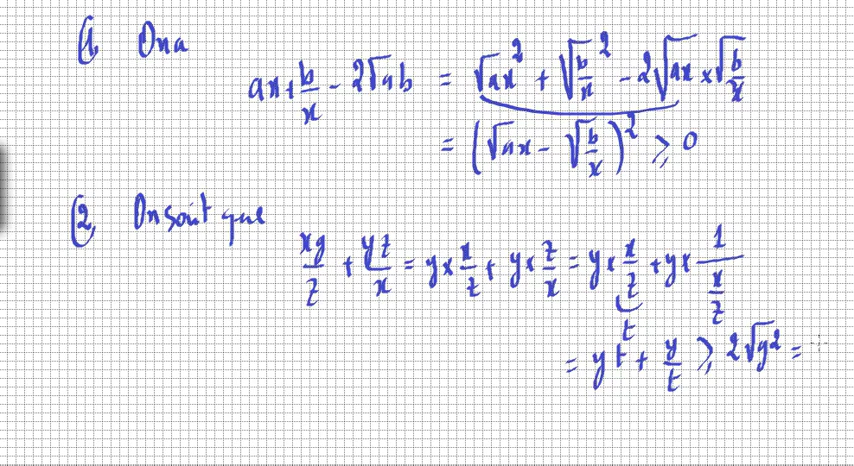 (1, On a
ax + b/x - 2√ab = √ax² + √(b/x)² - 2√ax × √(b/x)
= (√ax - √(b/x))² ⩾ 0
(2, On sait que
xy/z + yz/x = y × x/z + y × z/x = y × x/z + y × 1/(x/z)
t
= yt + y/t ⩾ 2√y² =